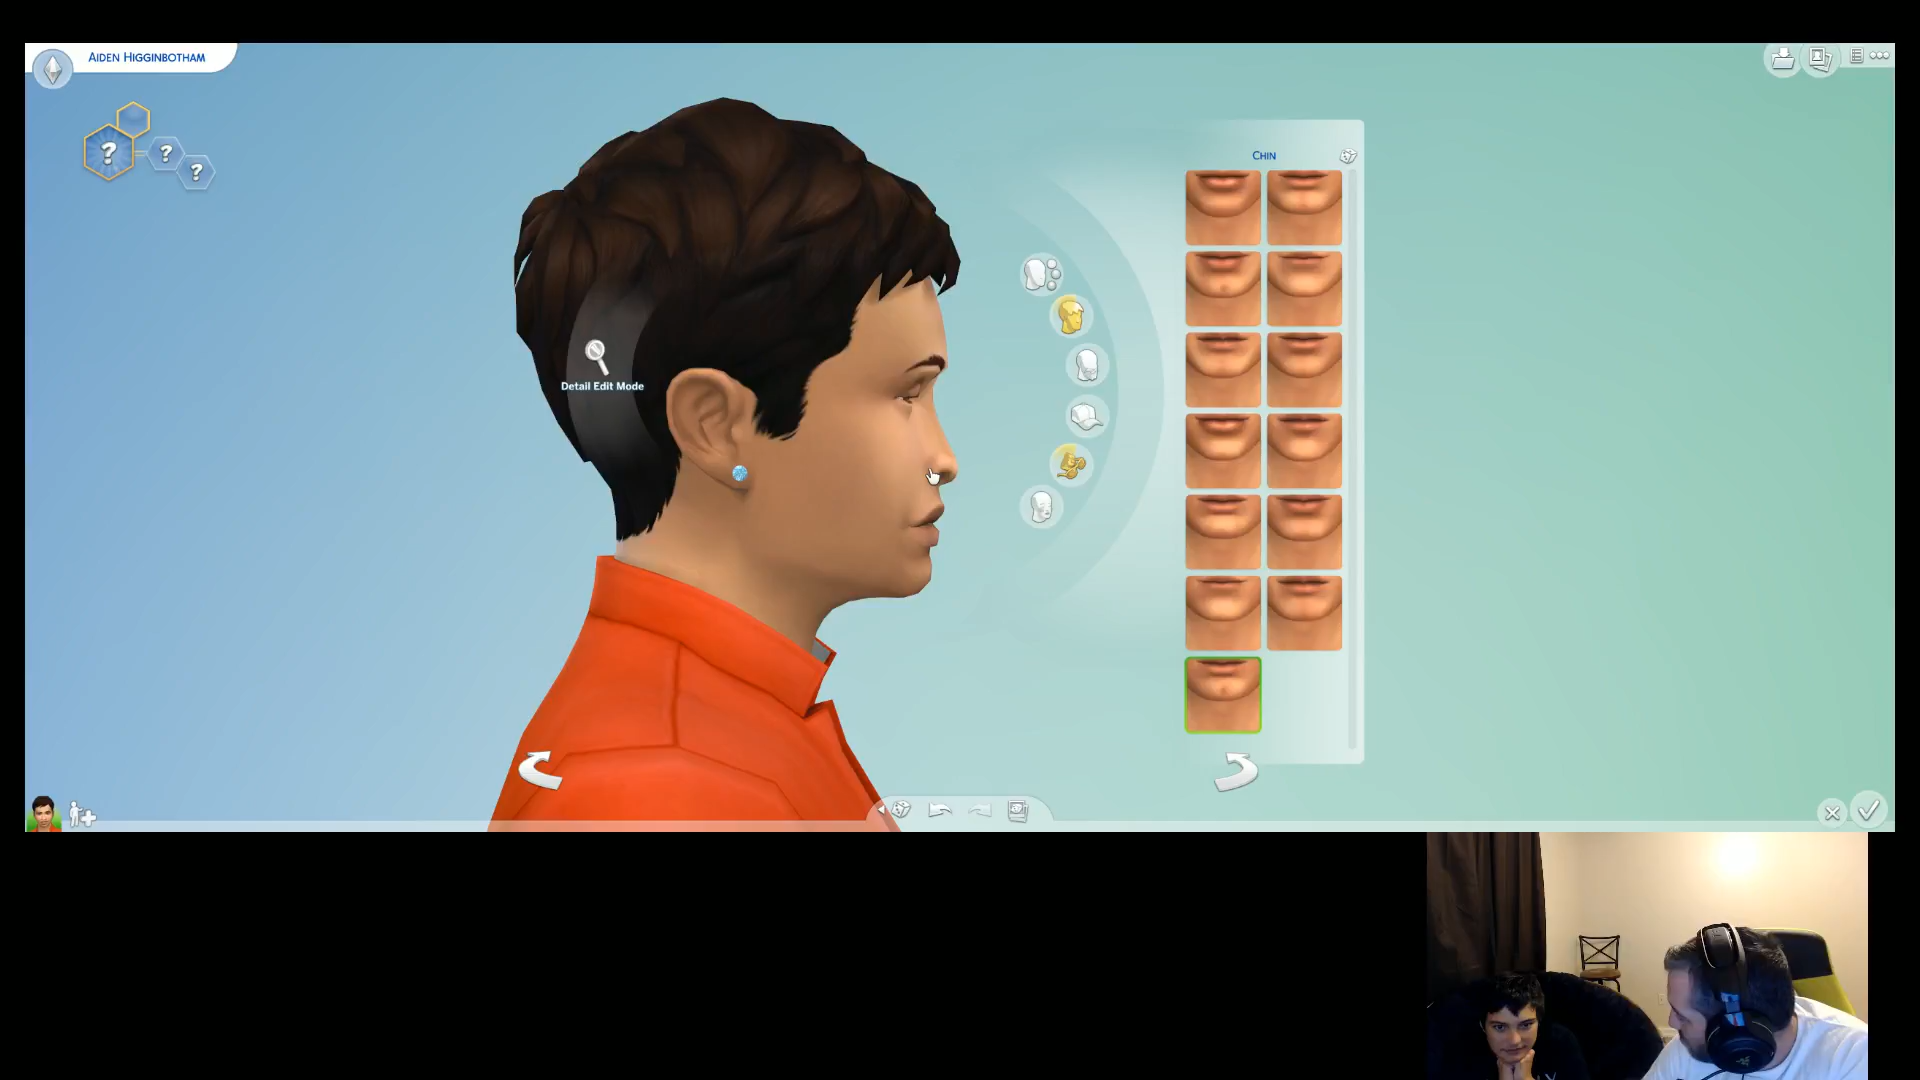 AIDEN HIGGINBOTHAM
?
?
?
CHIN
Detail Edit Mode